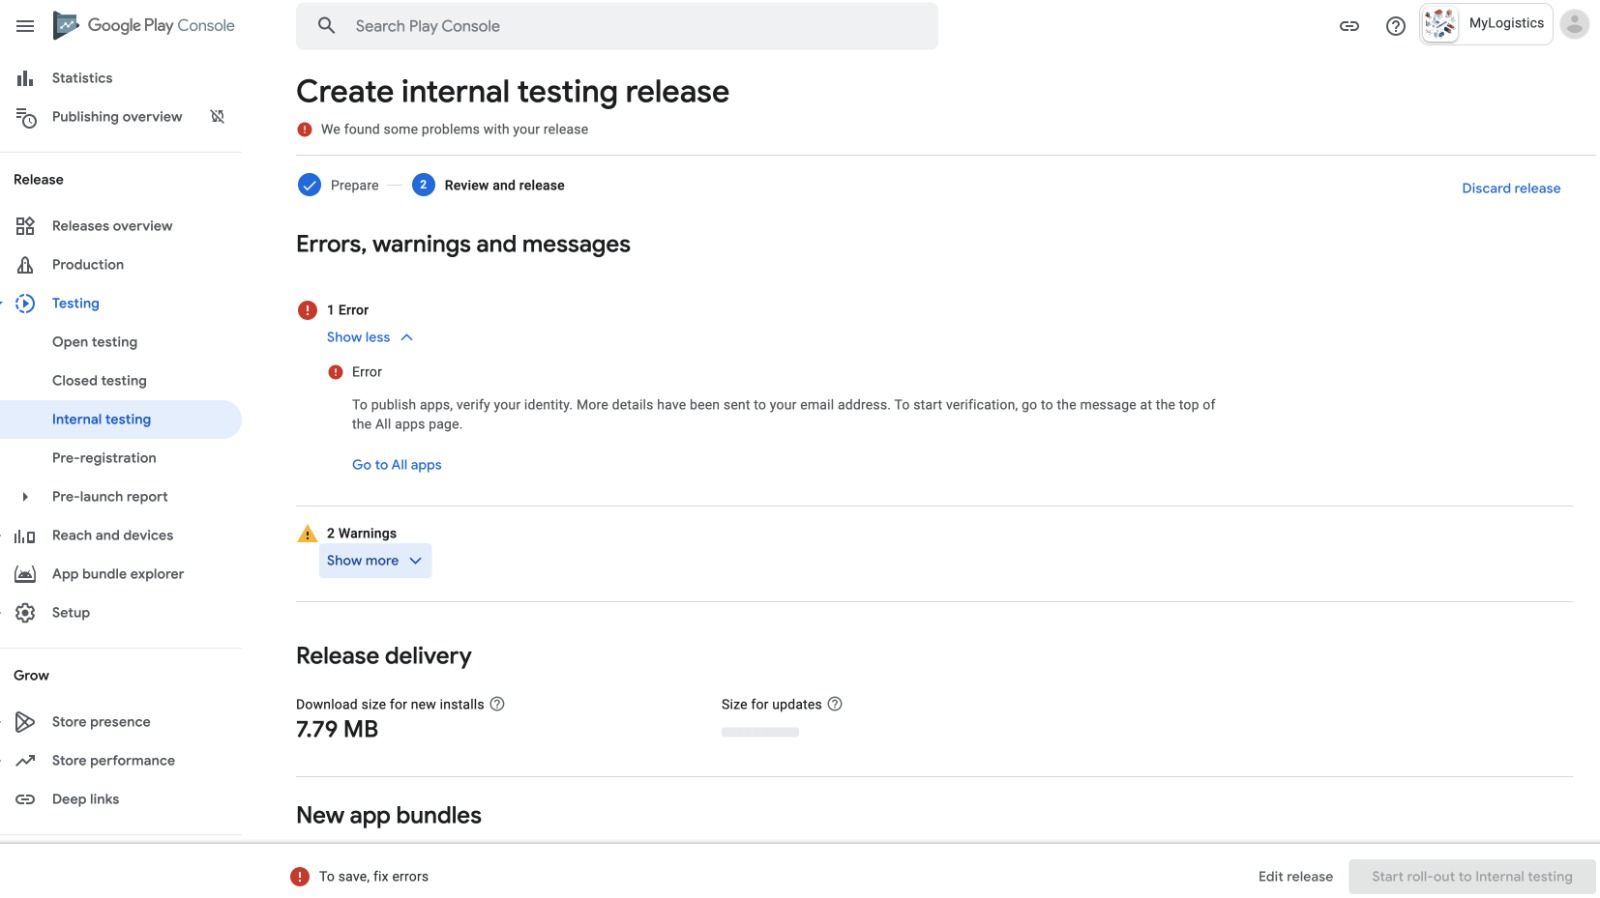 Google Play Console
Search Play Console
MyLogistics
Statistics
Publishing overview
Release
Releases overview
Production
Testing
Open testing
Closed testing
Internal testing
Pre-registration
Pre-launch report
Reach and devices
App bundle explorer
Setup
Grow
Store presence
Store performance
Deep links
Create internal testing release
We found some problems with your release
Prepare
2 Review and release
Discard release
Errors, warnings and messages
1 Error
Show less
Error
To publish apps, verify your identity. More details have been sent to your email address. To start verification, go to the message at the top of
the All apps page.
Go to All apps
2 Warnings
Show more
Release delivery
Download size for new installs
7.79 MB
Size for updates
New app bundles
To save, fix errors
Edit release
Start roll-out to Internal testing